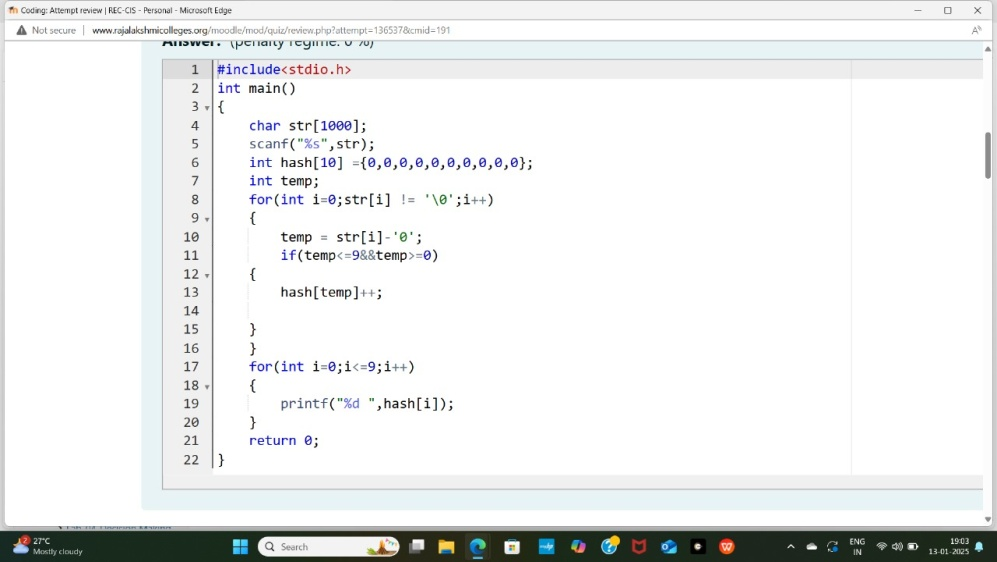 Coding: Attempt review | REC-CIS - Personal - Microsoft Edge
Not secure | www.rajalakshmicolleges.org/moodle/mod/quiz/review.php?attempt=136537&cmid=191
Answer: (penalty regime: 0 %)
1 #include<stdio.h>
2 int main()
3 {
4 char str[1000];
5 scanf("%s",str);
6 int hash[10] ={0,0,0,0,0,0,0,0,0,0};
7 int temp;
8 for(int i=0;str[i] != '\0';i++)
9 {
10 temp = str[i]-'0';
11 if(temp<=9&&temp>=0)
12 {
13 hash[temp]++;
14
15 }
16 }
17 for(int i=0;i<=9;i++)
18 {
19 printf("%d ",hash[i]);
20 }
21 return 0;
22 }
27°C
Mostly cloudy
Search
ENG
IN
19:03
13-01-2025